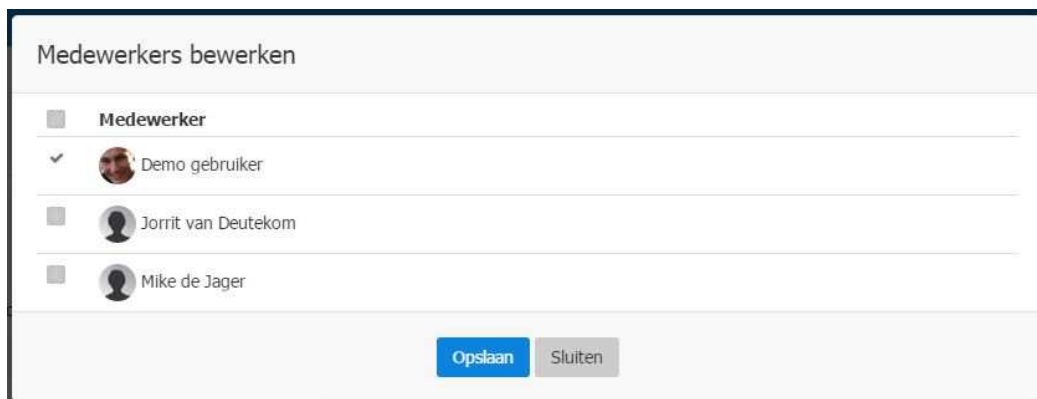 Medewerkers bewerken
Medewerker
Demo gebruiker
Jorrit van Deutekom
Mike de Jager
Opslaan Sluiten